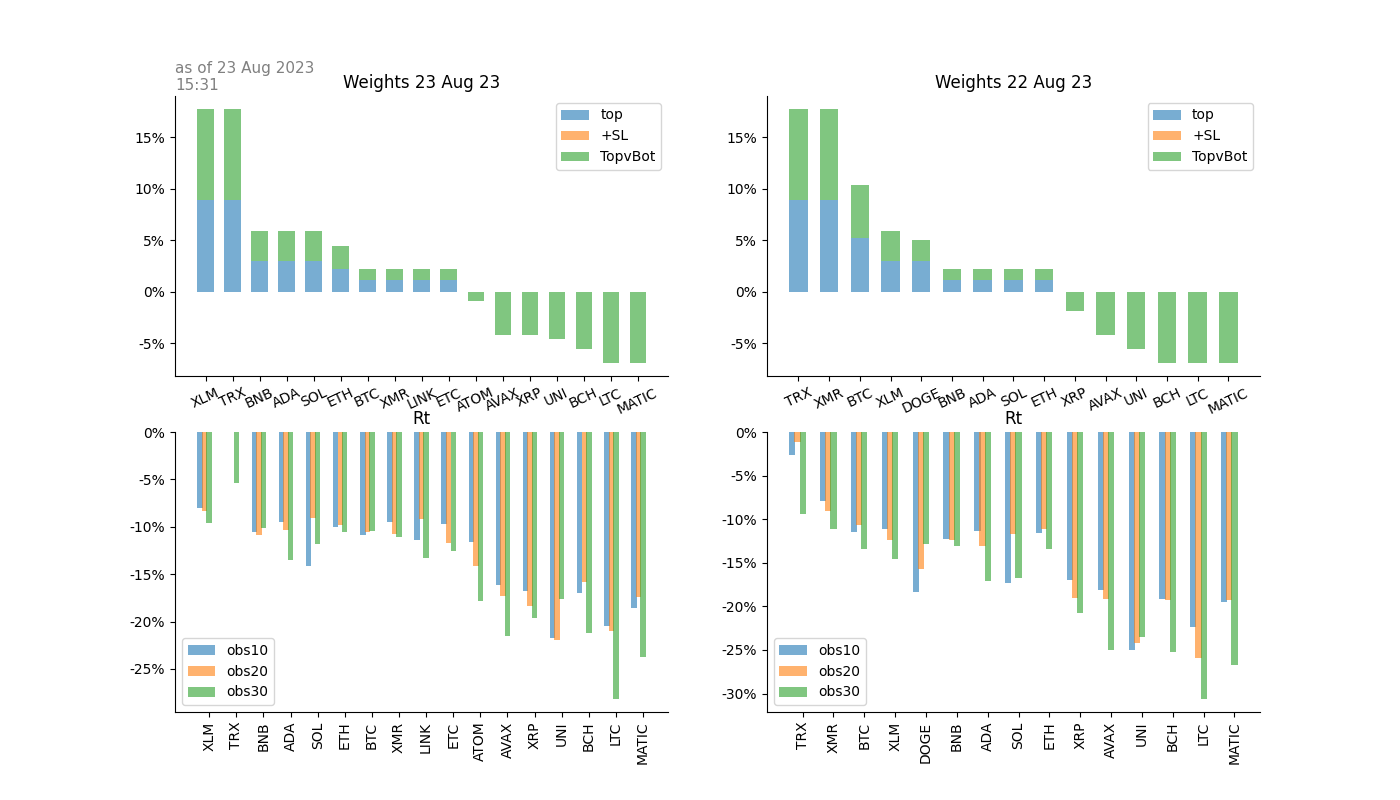 as of 23 Aug 2023
15:31
Weights 23 Aug 23
15%
10%
5%
0%
-5%
top
+SL
TopvBot
XLM TRX BNB ADA SOL ETH BTC XMR LINK ETC ATOM AVAX XRP UNI BCH LTC MATIC
Weights 22 Aug 23
15%
10%
5%
0%
-5%
top
+SL
TopvBot
TRX XMR BTC XLM DOGE BNB ADA SOL ETH XRP AVAX UNI BCH LTC MATIC
Rt
0%
-5%
-10%
-15%
-20%
-25%
obs10
obs20
obs30
XLM TRX BNB ADA SOL ETH BTC XMR LINK ETC ATOM AVAX XRP UNI BCH LTC MATIC
Rt
0%
-5%
-10%
-15%
-20%
-25%
-30%
obs10
obs20
obs30
TRX XMR BTC XLM DOGE BNB ADA SOL ETH XRP AVAX UNI BCH LTC MATIC